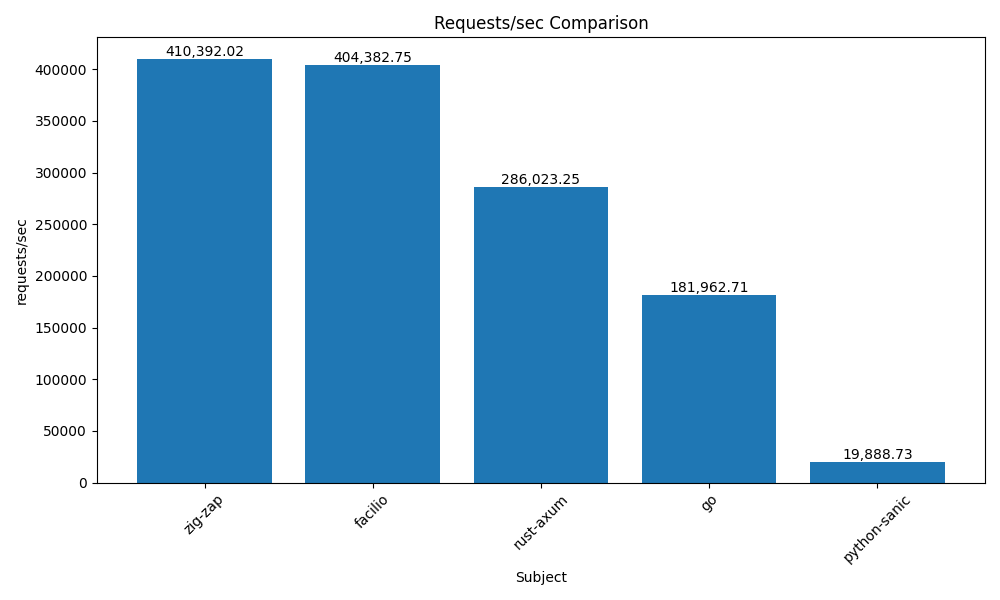 Requests/sec Comparison
410,392.02
404,382.75
286,023.25
181,962.71
19,888.73
requests/sec
400000
350000
300000
250000
200000
150000
100000
50000
0
zig-zap
facilio
rust-axum
go
python-sanic
Subject